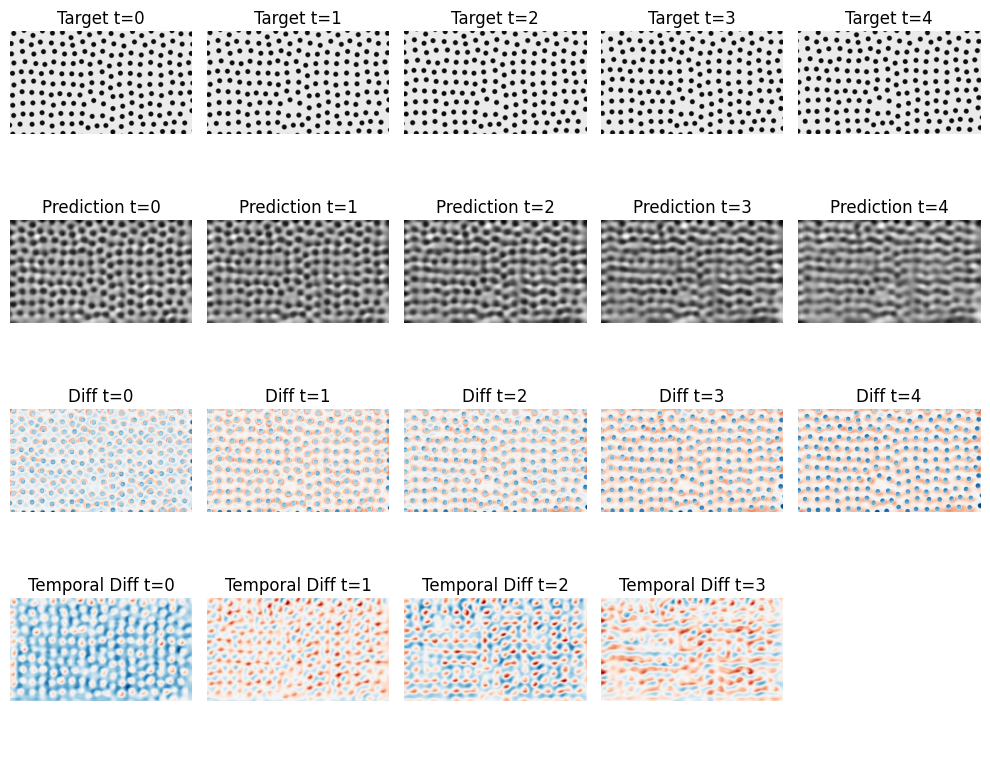 Target t=0 Target t=1 Target t=2 Target t=3 Target t=4
Prediction t=0 Prediction t=1 Prediction t=2 Prediction t=3 Prediction t=4
Diff t=0 Diff t=1 Diff t=2 Diff t=3 Diff t=4
Temporal Diff t=0 Temporal Diff t=1 Temporal Diff t=2 Temporal Diff t=3